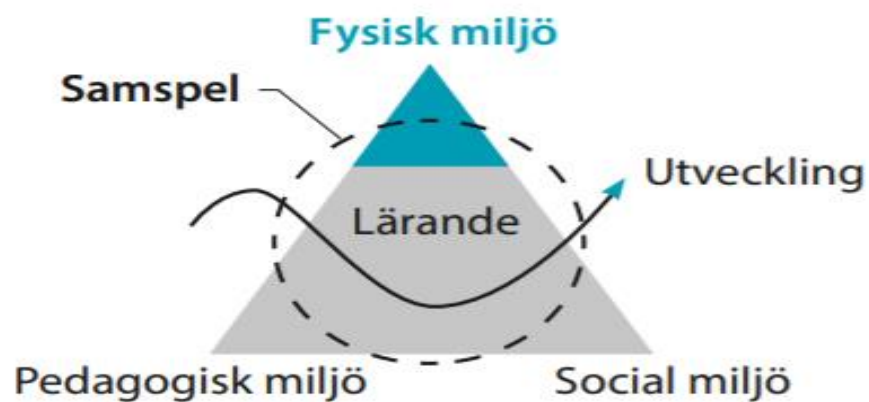 Fysisk miljö
Samspel
Utveckling
Lärande
Pedagogisk miljö
Social miljö